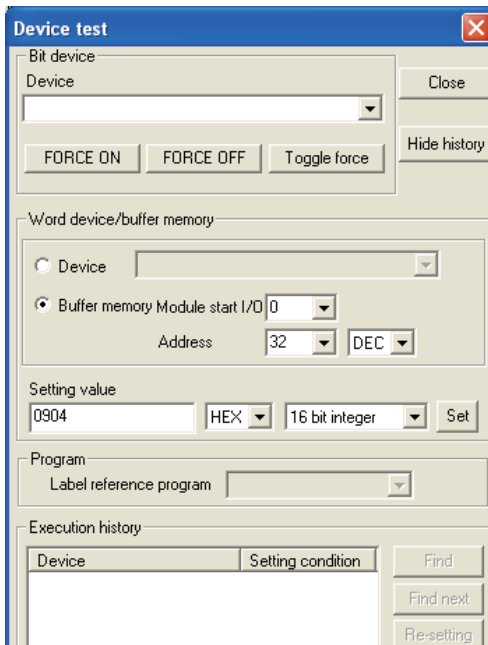 Device test
Bit device
Device
Close
FORCE ON FORCE OFF Toggle force
Hide history
Word device/buffer memory
Device
Buffer memory Module start I/O 0
Address 32 DEC
Setting value
0904 HEX 16 bit integer Set
Program
Label reference program
Execution history
Device Setting condition Find
Find next
Re-setting